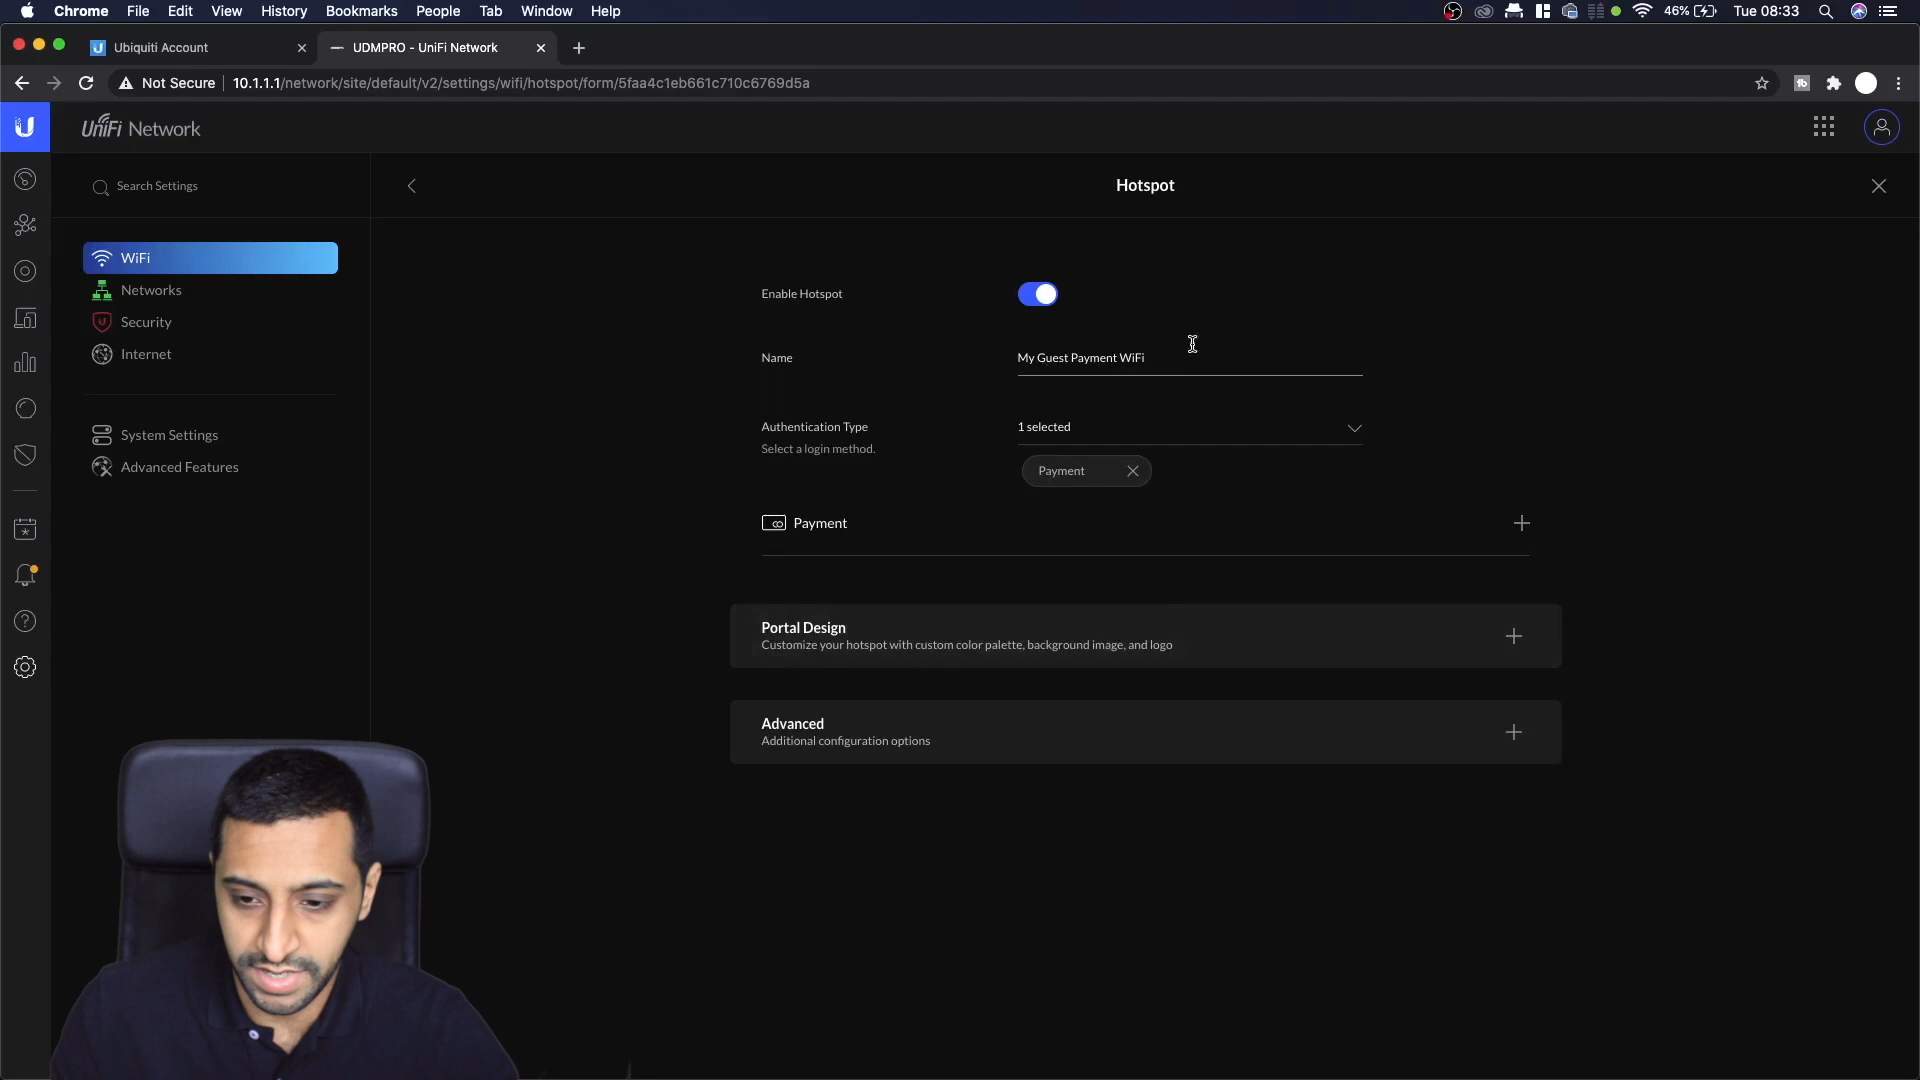 Chrome File Edit View History Bookmarks People Tab Window Help 46% Tue 08:33
Ubiquiti Account UDMPRO - UniFi Network
Not Secure 10.1.1.1/network/site/default/v2/settings/wifi/hotspot/form/5faa4c1eb661c710c6769d5a
UniFi Network
Search Settings
Hotspot
WiFi
Networks
Security
Internet
System Settings
Advanced Features
Enable Hotspot
Name My Guest Payment WiFi
Authentication Type 1 selected
Select a login method.
Payment
Payment
Portal Design
Customize your hotspot with custom color palette, background image, and logo
Advanced
Additional configuration options